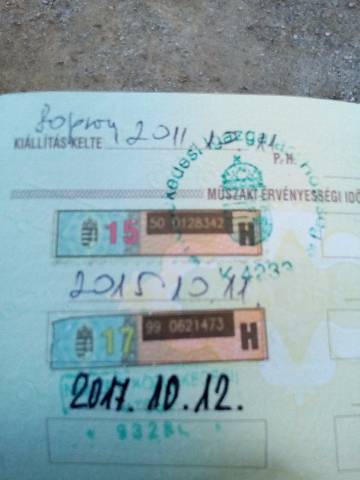 Sopron 2011
KIÁLLÍTÁS KELTE
P. H.
MŰSZAKI ÉRVÉNYESSÉGI IDŐ
15 50 0128342 H
2015 10 11
17 99 0621473 H
2017. 10. 12.